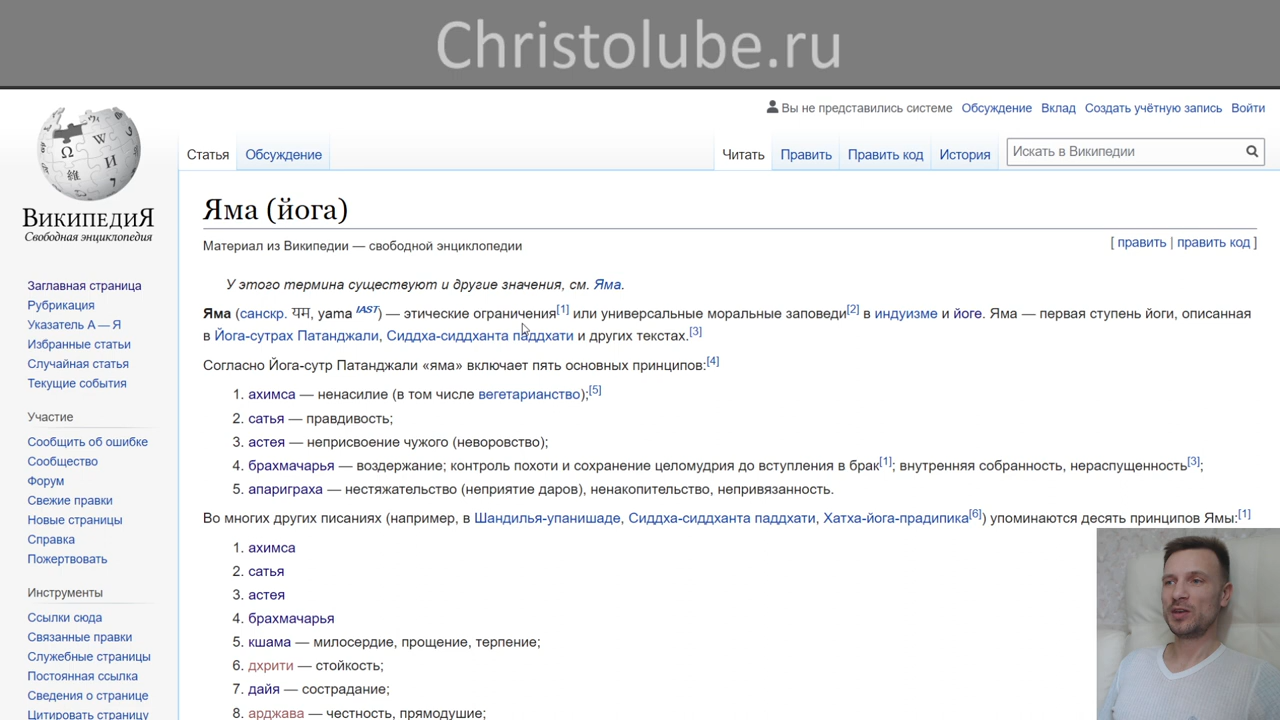 Christolube.ru
Вы не представились системе Обсуждение Вклад Создать учётную запись Войти
Статья Обсуждение Читать Править Править код История Искать в Википедии
ВИКИПЕДИЯ
Свободная энциклопедия
Заглавная страница
Рубрикация
Указатель А — Я
Избранные статьи
Случайная статья
Текущие события
Участие
Сообщить об ошибке
Сообщество
Форум
Свежие правки
Новые страницы
Справка
Пожертвовать
Инструменты
Ссылки сюда
Связанные правки
Служебные страницы
Постоянная ссылка
Сведения о странице
Цитировать страницу
Яма (йога)
Материал из Википедии — свободной энциклопедии
[ править | править код ]
У этого термина существуют и другие значения, см. Яма.
Яма (санскр. यम, yama IAST) — этические ограничения[1] или универсальные моральные заповеди[2] в индуизме и йоге. Яма — первая ступень йоги, описанная
в Йога-сутрах Патанджали, Сиддха-сиддханта паддхати и других текстах.[3]
Согласно Йога-сутр Патанджали «яма» включает пять основных принципов:[4]
1. ахимса — ненасилие (в том числе вегетарианство);[5]
2. сатья — правдивость;
3. астея — неприсвоение чужого (неворовство);
4. брахмачарья — воздержание; контроль похоти и сохранение целомудрия до вступления в брак[1]; внутренняя собранность, нераспущенность[3];
5. апариграха — нестяжательство (неприятие даров), ненакопительство, непривязанность.
Во многих других писаниях (например, в Шандилья-упанишаде, Сиддха-сиддханта паддхати, Хатха-йога-прадипика[6]) упоминаются десять принципов Ямы:[1]
1. ахимса
2. сатья
3. астея
4. брахмачарья
5. кшама — милосердие, прощение, терпение;
6. дхрити — стойкость;
7. дайя — сострадание;
8. арджава — честность, прямодушие;